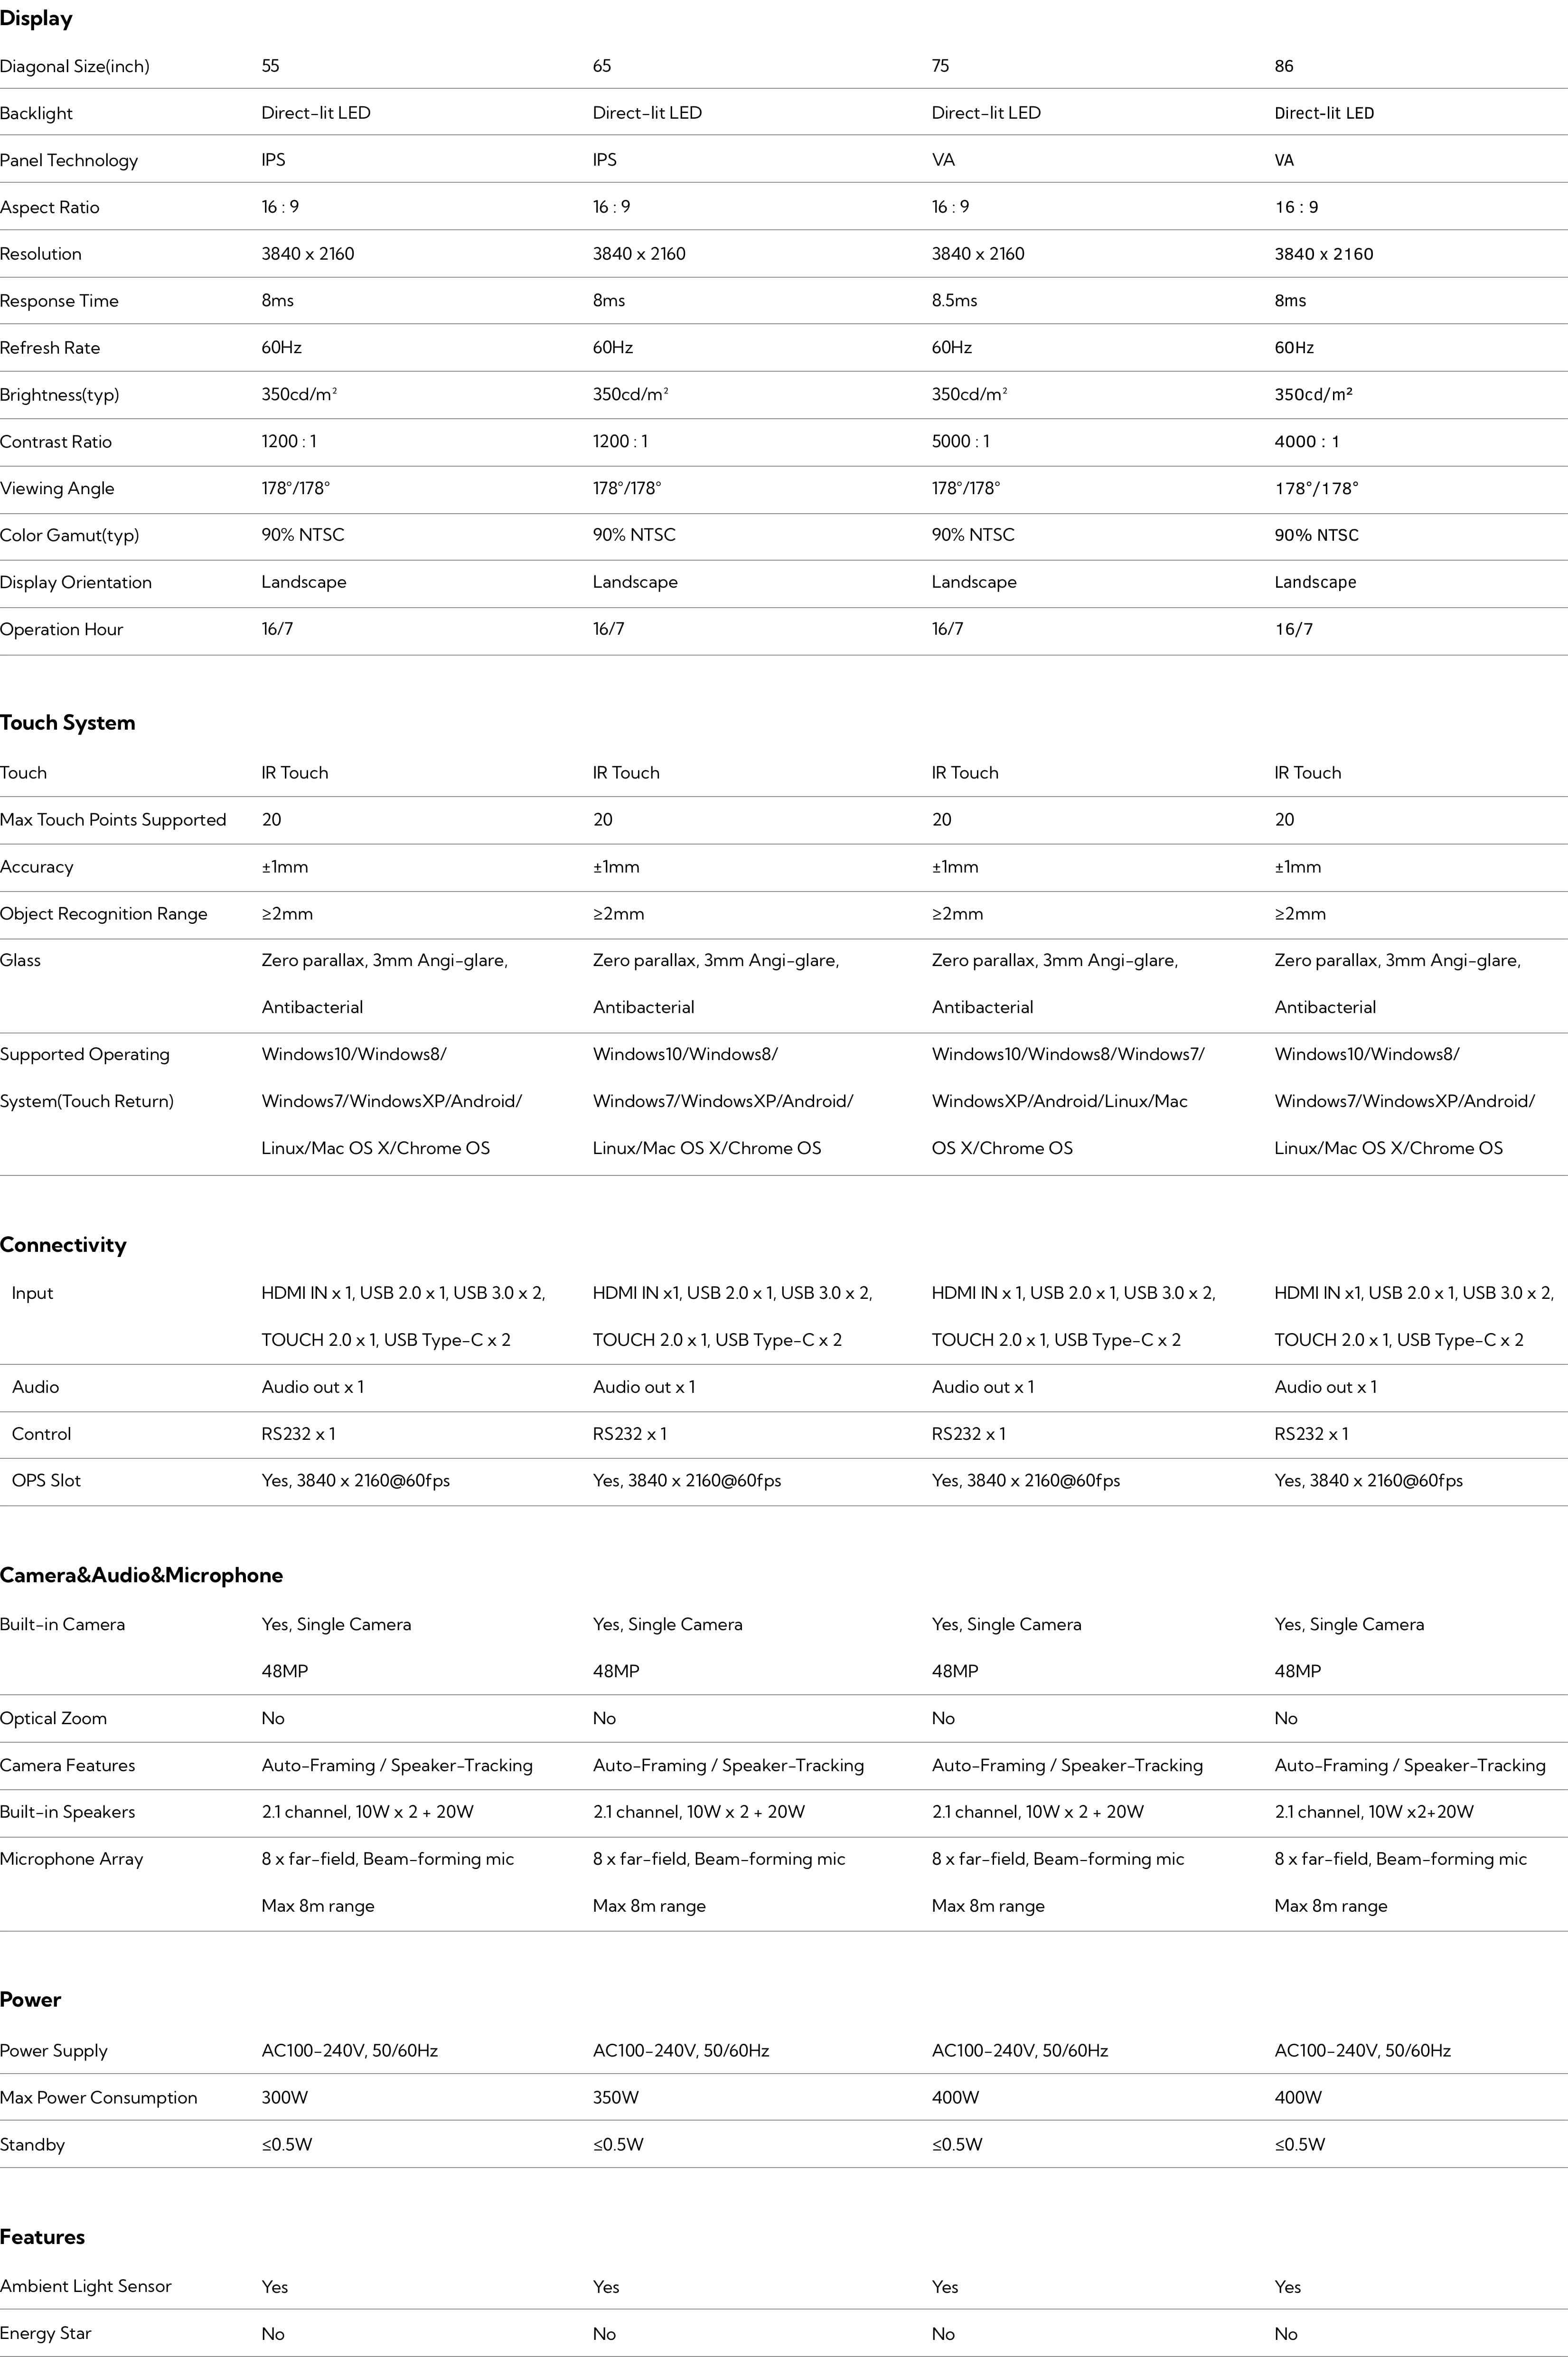 Display
Diagonal Size(inch) 55 65 75 86
Backlight Direct-lit LED Direct-lit LED Direct-lit LED Direct-lit LED
Panel Technology IPS IPS VA VA
Aspect Ratio 16 : 9 16 : 9 16 : 9 16 : 9
Resolution 3840 x 2160 3840 x 2160 3840 x 2160 3840 x 2160
Response Time 8ms 8ms 8.5ms 8ms
Refresh Rate 60Hz 60Hz 60Hz 60Hz
Brightness(typ) 350cd/m² 350cd/m² 350cd/m² 350cd/m²
Contrast Ratio 1200 : 1 1200 : 1 5000 : 1 4000 : 1
Viewing Angle 178°/178° 178°/178° 178°/178° 178°/178°
Color Gamut(typ) 90% NTSC 90% NTSC 90% NTSC 90% NTSC
Display Orientation Landscape Landscape Landscape Landscape
Operation Hour 16/7 16/7 16/7 16/7
Touch System
Touch IR Touch IR Touch IR Touch IR Touch
Max Touch Points Supported 20 20 20 20
Accuracy ±1mm ±1mm ±1mm ±1mm
Object Recognition Range ≥2mm ≥2mm ≥2mm ≥2mm
Glass Zero parallax, 3mm Angi-glare, Zero parallax, 3mm Angi-glare, Zero parallax, 3mm Angi-glare, Zero parallax, 3mm Angi-glare,
Antibacterial Antibacterial Antibacterial Antibacterial
Supported Operating Windows10/Windows8/ Windows10/Windows8/ Windows10/Windows8/Windows7/ Windows10/Windows8/
System(Touch Return) Windows7/WindowsXP/Android/ Windows7/WindowsXP/Android/ WindowsXP/Android/Linux/Mac Windows7/WindowsXP/Android/
Linux/Mac OS X/Chrome OS Linux/Mac OS X/Chrome OS OS X/Chrome OS Linux/Mac OS X/Chrome OS
Connectivity
Input HDMI IN x 1, USB 2.0 x 1, USB 3.0 x 2, HDMI IN x1, USB 2.0 x 1, USB 3.0 x 2, HDMI IN x 1, USB 2.0 x 1, USB 3.0 x 2, HDMI IN x1, USB 2.0 x 1, USB 3.0 x 2,
TOUCH 2.0 x 1, USB Type-C x 2 TOUCH 2.0 x 1, USB Type-C x 2 TOUCH 2.0 x 1, USB Type-C x 2 TOUCH 2.0 x 1, USB Type-C x 2
Audio Audio out x 1 Audio out x 1 Audio out x 1 Audio out x 1
Control RS232 x 1 RS232 x 1 RS232 x 1 RS232 x 1
OPS Slot Yes, 3840 x 2160@60fps Yes, 3840 x 2160@60fps Yes, 3840 x 2160@60fps Yes, 3840 x 2160@60fps
Camera&Audio&Microphone
Built-in Camera Yes, Single Camera Yes, Single Camera Yes, Single Camera Yes, Single Camera
48MP 48MP 48MP 48MP
Optical Zoom No No No No
Camera Features Auto-Framing / Speaker-Tracking Auto-Framing / Speaker-Tracking Auto-Framing / Speaker-Tracking Auto-Framing / Speaker-Tracking
Built-in Speakers 2.1 channel, 10W x 2 + 20W 2.1 channel, 10W x 2 + 20W 2.1 channel, 10W x 2 + 20W 2.1 channel, 10W x2+20W
Microphone Array 8 x far-field, Beam-forming mic 8 x far-field, Beam-forming mic 8 x far-field, Beam-forming mic 8 x far-field, Beam-forming mic
Max 8m range Max 8m range Max 8m range Max 8m range
Power
Power Supply AC100-240V, 50/60Hz AC100-240V, 50/60Hz AC100-240V, 50/60Hz AC100-240V, 50/60Hz
Max Power Consumption 300W 350W 400W 400W
Standby ≤0.5W ≤0.5W ≤0.5W ≤0.5W
Features
Ambient Light Sensor Yes Yes Yes Yes
Energy Star No No No No